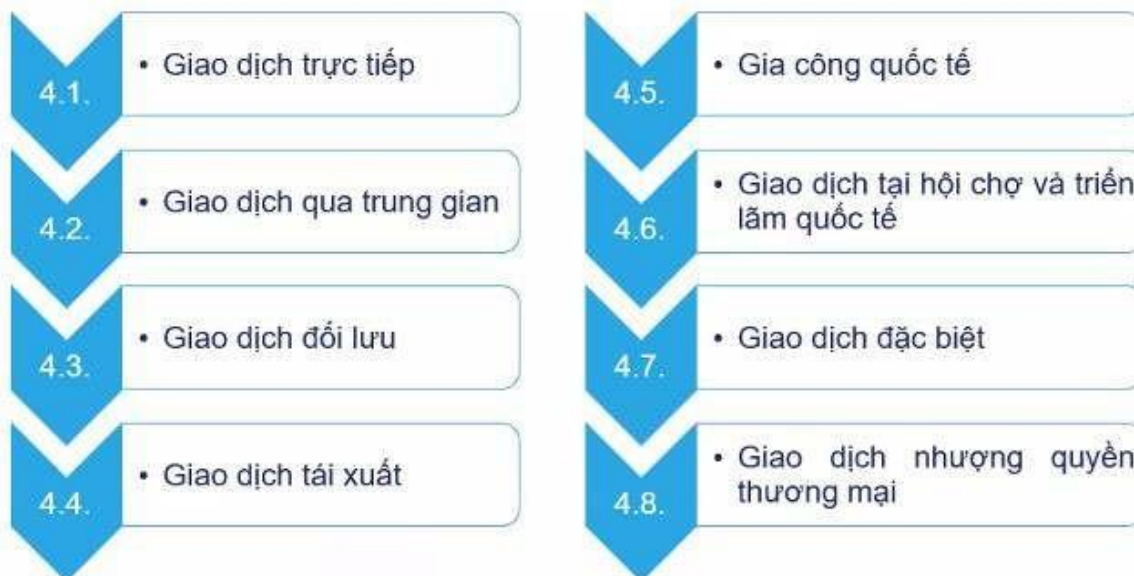 4.1.
• Giao dịch trực tiếp
4.2.
• Giao dịch qua trung gian
4.3.
• Giao dịch đối lưu
4.4.
• Giao dịch tái xuất
4.5.
• Gia công quốc tế
4.6.
• Giao dịch tại hội chợ và triển
lãm quốc tế
4.7.
• Giao dịch đặc biệt
4.8.
• Giao dịch nhượng quyền
thương mại